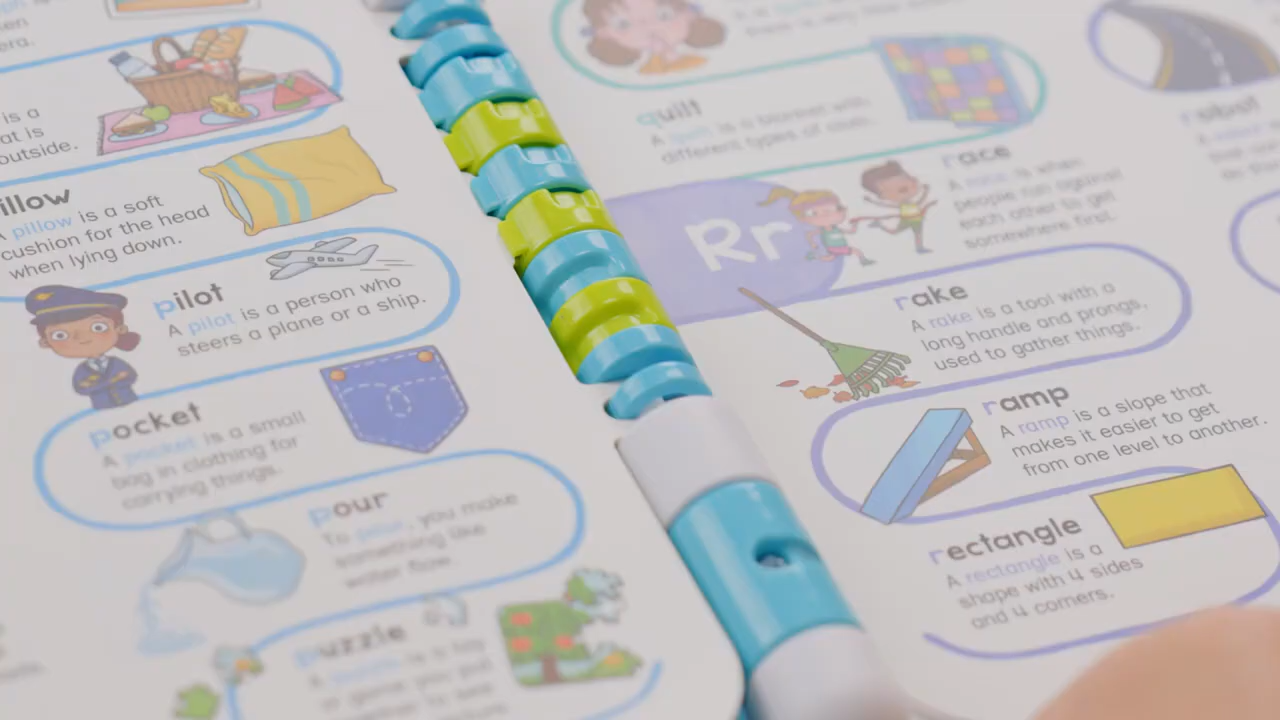 is a
at is
outside.
illow
A pillow is a soft
cushion for the head
when lying down.
pilot
A pilot is a person who
steers a plane or a ship.
pocket
A pocket is a small
bag in clothing for
carrying things.
pour
To pour, you make
something like
water flow.
puzzle
quilt
A quilt is a blanket with
different types of
Rr
race
A race is when
people run against
each other to get
somewhere first.
rake
A rake is a tool with a
long handle and prongs,
used to gather things.
ramp
A ramp is a slope that
makes it easier to get
from one level to another.
rectangle
A rectangle is a
shape with 4 sides
and 4 corners.
robot